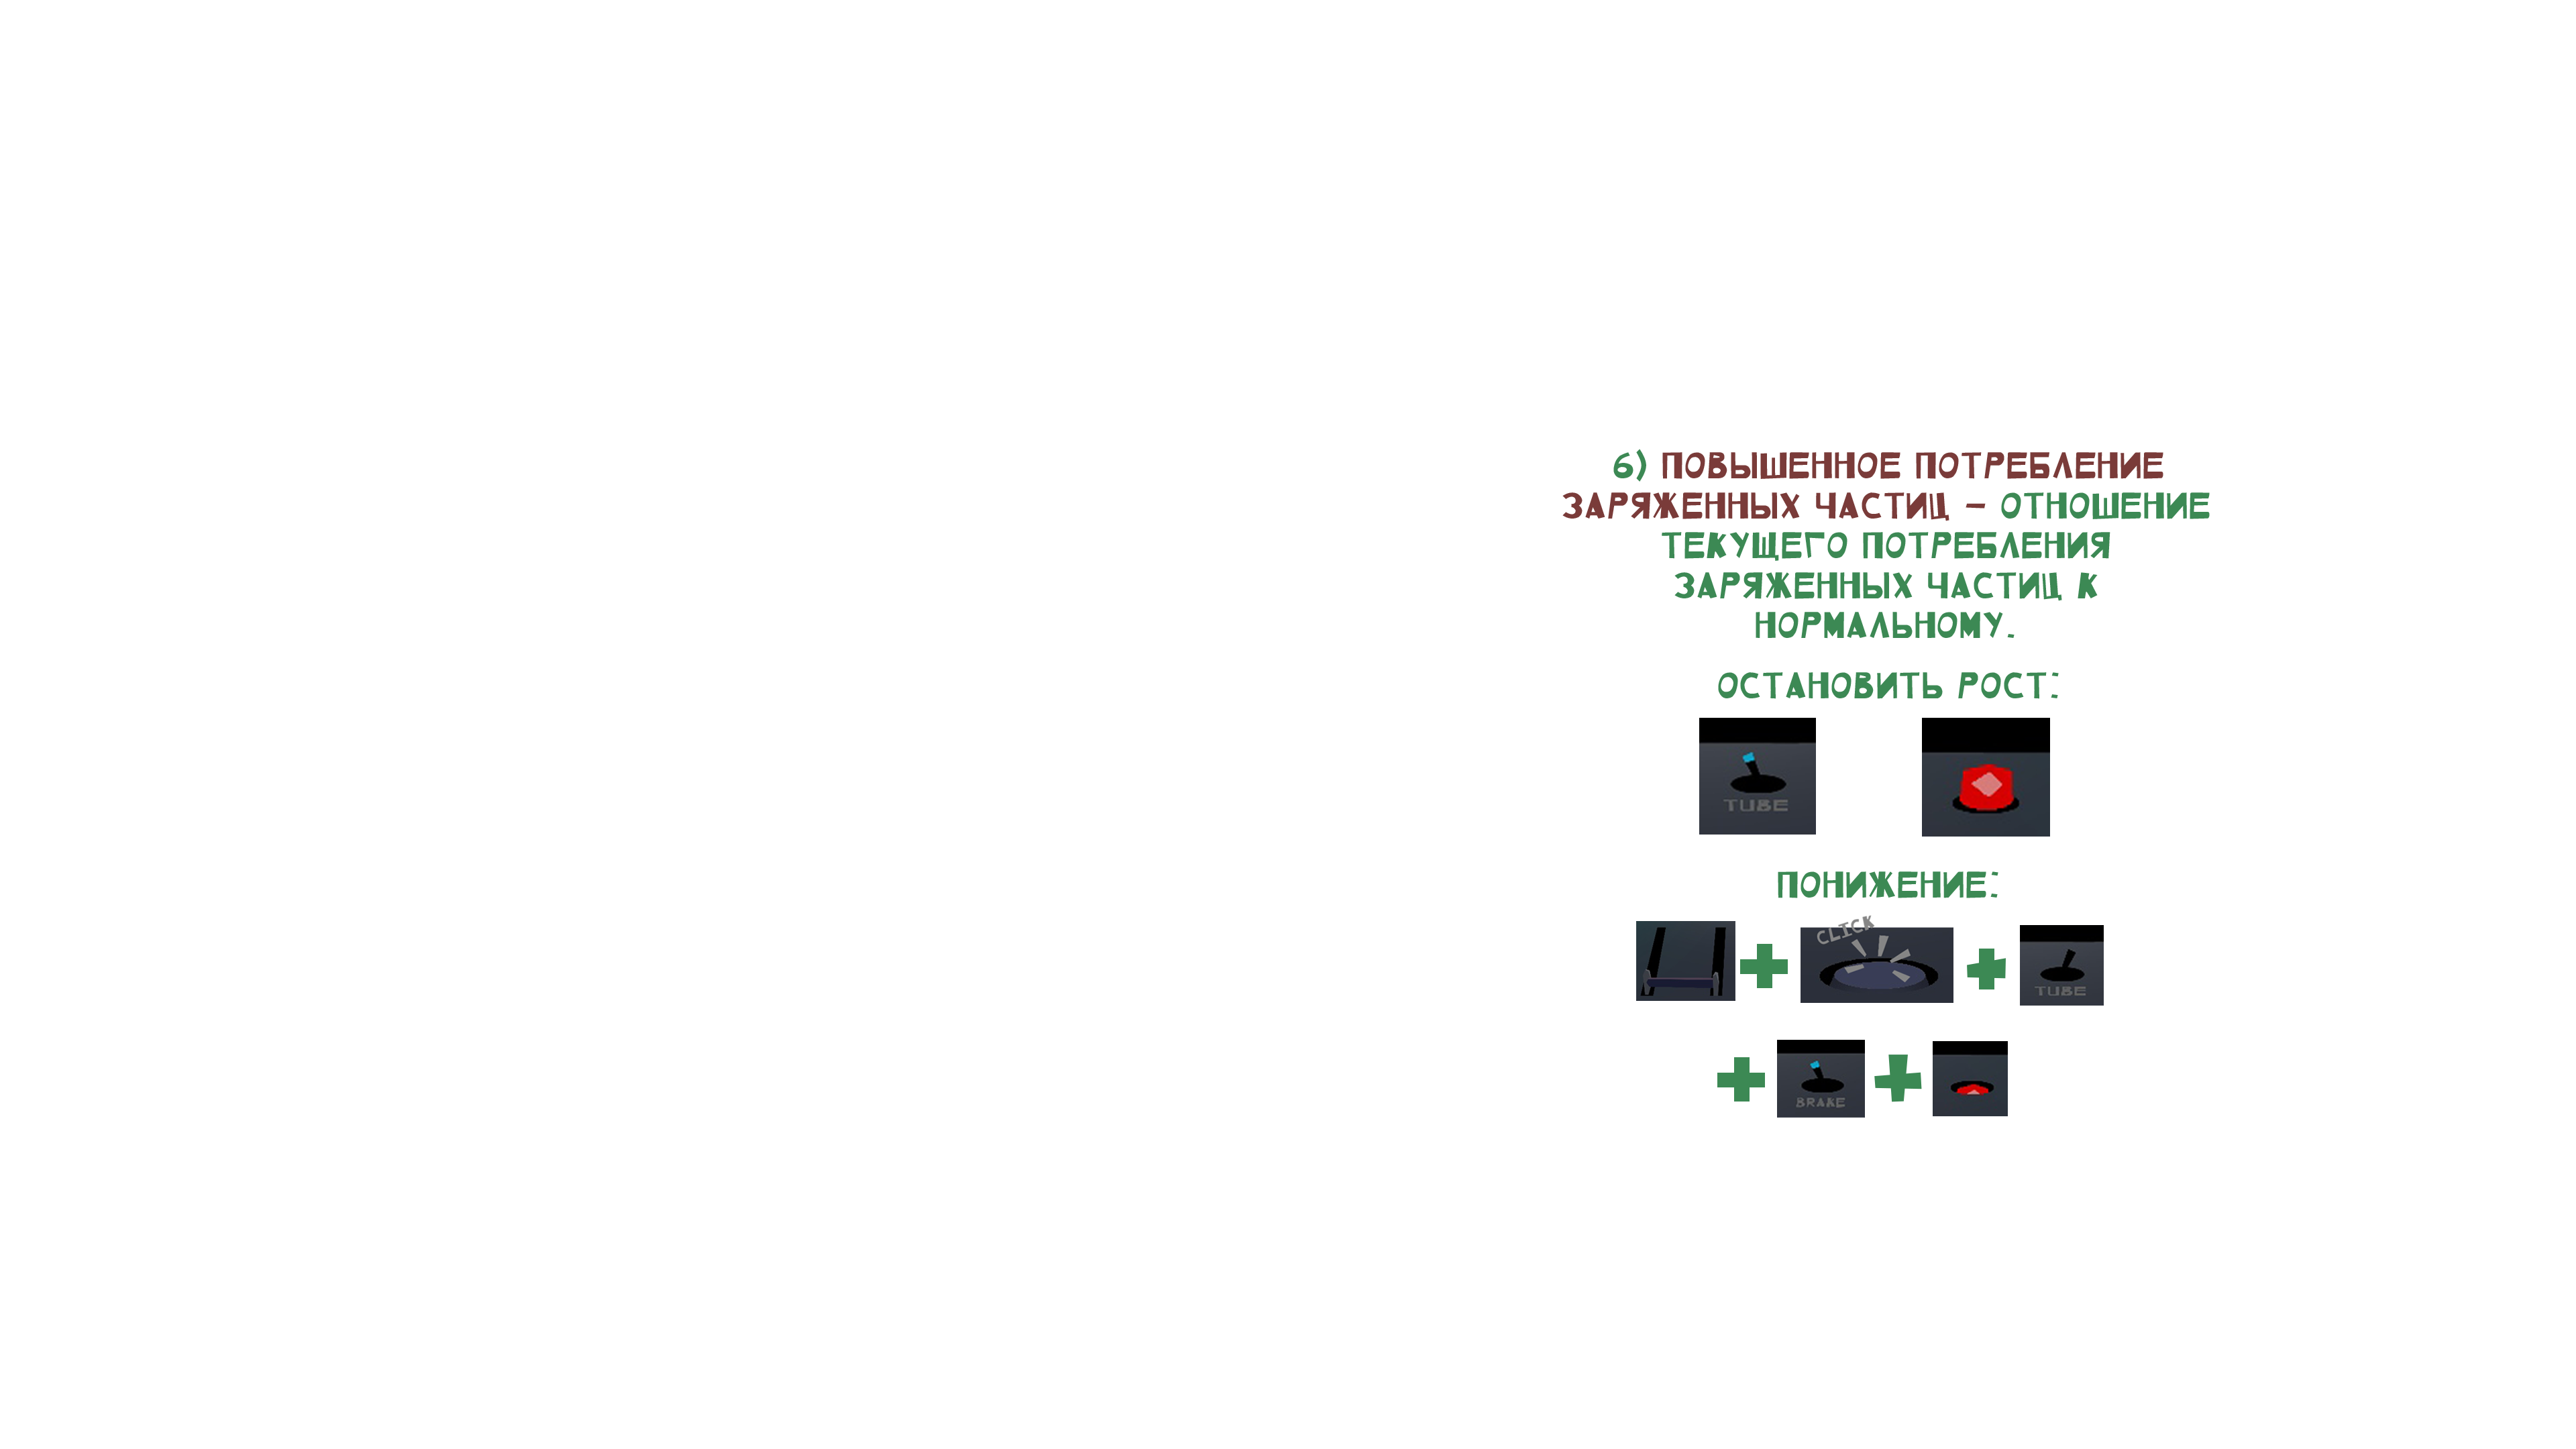 6) ПОВЫШЕННОЕ ПОТРЕБЛЕНИЕ
ЗАРЯЖЕННЫХ ЧАСТИЦ – ОТНОШЕНИЕ
ТЕКУЩЕГО ПОТРЕБЛЕНИЯ
ЗАРЯЖЕННЫХ ЧАСТИЦ К
НОРМАЛЬНОМУ.
ОСТАНОВИТЬ РОСТ:
TUBE
ПОНИЖЕНИЕ:
CLICK
TUBE
BRAKE